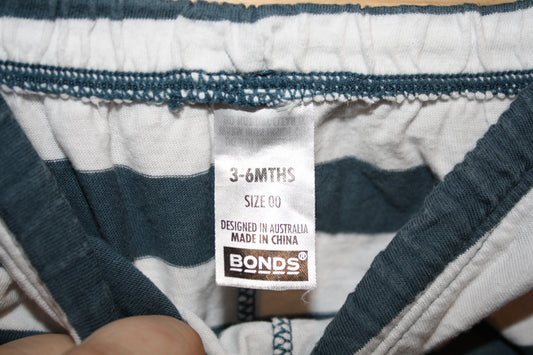 3-6MTHS
SIZE 00
DESIGNED IN AUSTRALIA
MADE IN CHINA
BONDS®